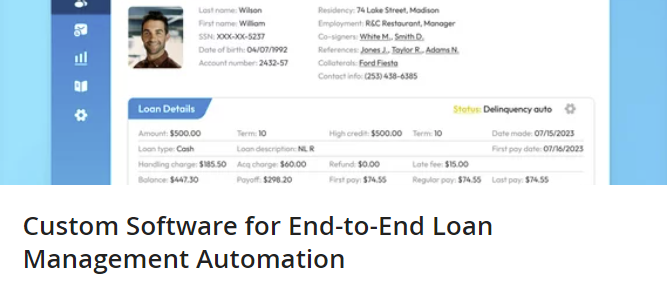 Last name: Wilson
Residency: 74 Lake Street, Madison
First name: William
Employment: R&C Restaurant, Manager
SSN: XXX-XX-5237
Co-signers: White M., Smith D.
Date of birth: 04/07/1992
References: Jones J., Taylor R., Adams N.
Account number: 2432-57
Collaterals: Ford Fiesta
Contact info: (253) 438-6385
Loan Details
Status: Delinquency auto
Amount: $500.00 Term: 10 High credit: $500.00 Term: 10 Date made: 07/15/2023
Loan type: Cash Loan description: NL R First pay date: 07/16/2023
Handling charge: $185.50 Acq charge: $60.00 Refund: $0.00 Late fee: $15.00
Balance: $447.30 Payoff: $298.20 First pay: $74.55 Regular pay: $74.55 Last pay: $74.55
Custom Software for End-to-End Loan
Management Automation